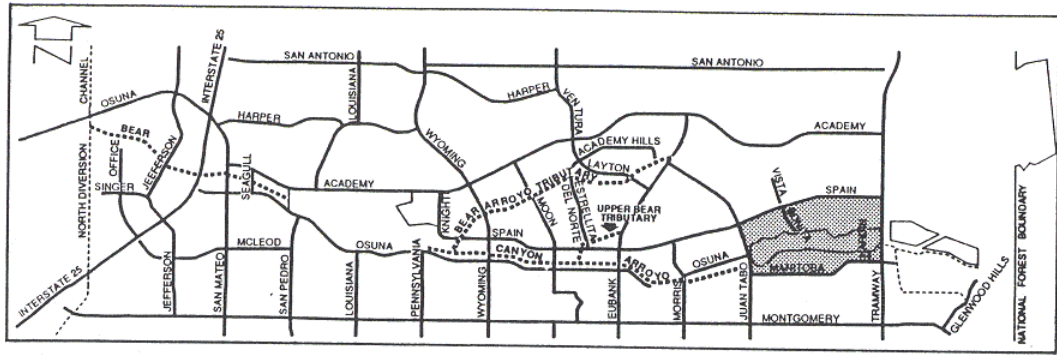 INTERSTATE 25
SAN ANTONIO
SAN ANTONIO
CHANNEL
NORTH DIVERSION
OSUNA
BEAR
HARPER
LOUISIANA
HARPER
VENTURA
WYOMING
ACADEMY
ACADEMY HILLS
LAYTON
OFFICE
JEFFERSON
SINGER
SEAGULL
ACADEMY
KNIGHT
BEAR ARROYO TRIBUTARY
MOON
ESTRELLITA
DEL NORTE
UPPER BEAR
TRIBUTARY
VISTA
SPAIN
SPAIN
MCLEOD
OSUNA
CANYON
ARROYO
OSUNA
MANITOBA
INTERSTATE 25
JEFFERSON
SAN MATEO
SAN PEDRO
LOUISIANA
PENNSYLVANIA
WYOMING
EUBANK
MORRIS
JUAN TABO
TRAMWAY
MONTGOMERY
GLENWOOD HILLS
NATIONAL FOREST BOUNDARY